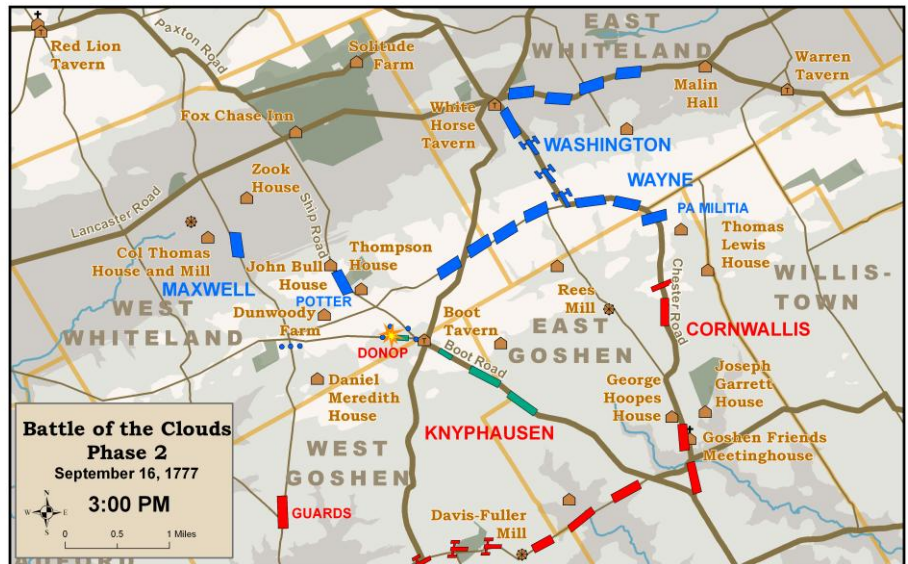 EAST
WHITELAND
Paxton Road
Red Lion
Tavern
Solitude
Farm
Warren
Tavern
Malin
Hall
Fox Chase Inn
White
Horse
Tavern
WASHINGTON
Zook
House
Ship Road
WAYNE
Lancaster Road
PA MILITIA
Col Thomas
House and Mill
MAXWELL
John Bull
House
Thompson
House
POTTER
Thomas
Lewis
House
WILLIS-
TOWN
WEST
WHITELAND
Dunwoody
Farm
Rees
Mill
Chester Road
Boot
Tavern
EAST
GOSHEN
CORNWALLIS
DONOP
Boot Road
Daniel
Meredith
House
George
Hoopes
House
Joseph
Garrett
House
KNYPHAUSEN
Goshen Friends
Meetinghouse
WEST
GOSHEN
GUARDS
Davis-Fuller
Mill
Battle of the Clouds
Phase 2
September 16, 1777
3:00 PM
N
W
E
S
0 0.5 1 Miles